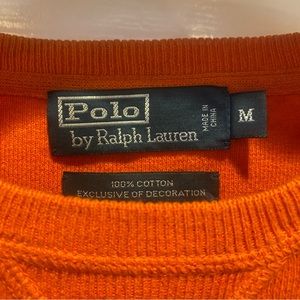 Polo
by Ralph Lauren
MADE IN
CHINA
M
100% COTTON
EXCLUSIVE OF DECORATION